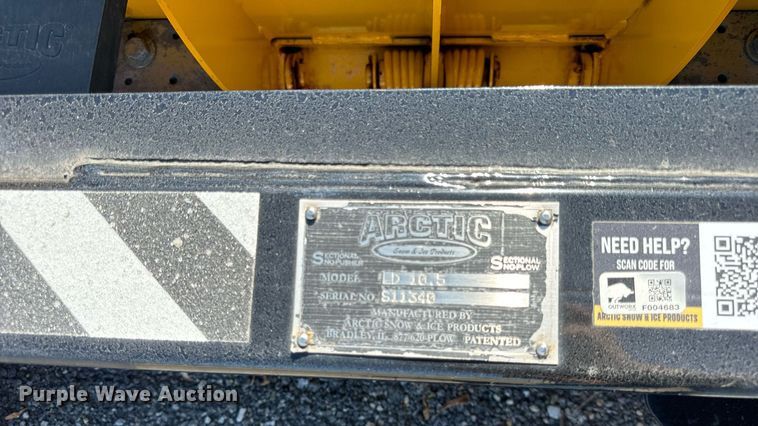 ARCTIC
ARCTIC
Snow & Ice Products
SECTIONAL
SNO-PUSHER
SECTIONAL
SNO-FLOW
MODEL LD 10.5
SERIAL NO. S11340
MANUFACTURED BY
ARCTIC SNOW & ICE PRODUCTS
BRADLEY, IL 877-620-PLOW PATENTED
NEED HELP?
SCAN CODE FOR
OUTWORX
F004683
ARCTIC SNOW & ICE PRODUCTS
Purple Wave Auction